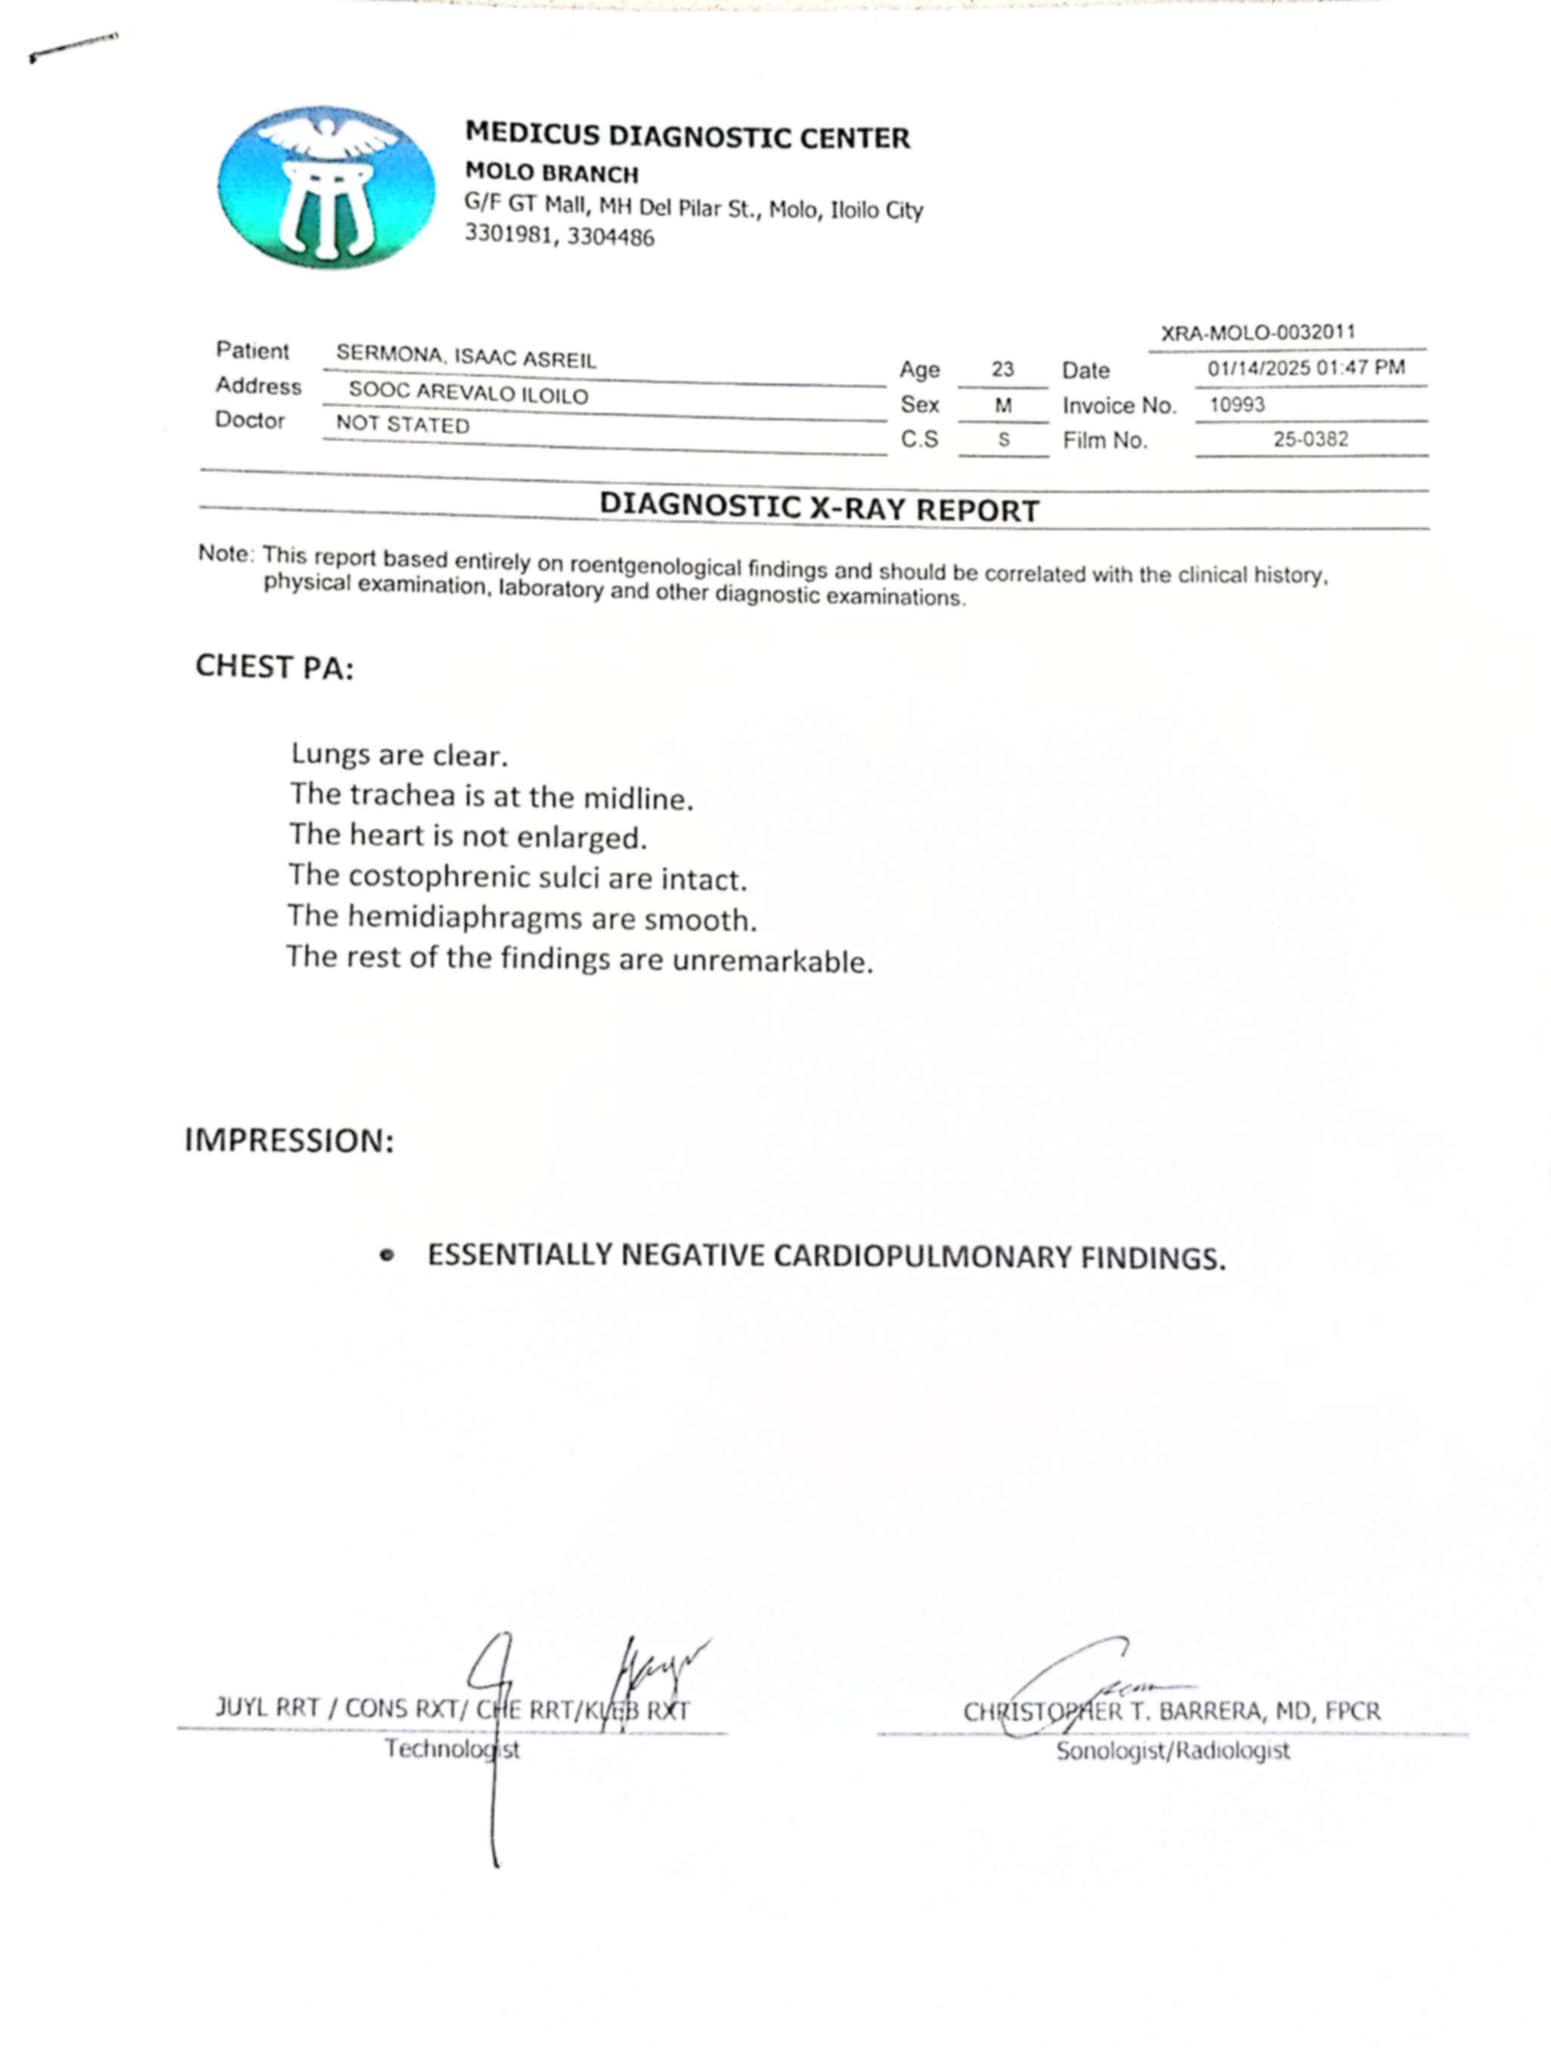 MEDICUS DIAGNOSTIC CENTER
MOLO BRANCH
G/F GT Mall, MH Del Pilar St., Molo, Iloilo City
3301981, 3304486
XRA-MOLO-0032011
Patient SERMONA, ISAAC ASREIL Age 23 Date 01/14/2025 01:47 PM
Address SOOC AREVALO ILOILO Sex M Invoice No. 10993
Doctor NOT STATED C.S S Film No. 25-0382
DIAGNOSTIC X-RAY REPORT
Note: This report based entirely on roentgenological findings and should be correlated with the clinical history,
physical examination, laboratory and other diagnostic examinations.
CHEST PA:
Lungs are clear.
The trachea is at the midline.
The heart is not enlarged.
The costophrenic sulci are intact.
The hemidiaphragms are smooth.
The rest of the findings are unremarkable.
IMPRESSION:
• ESSENTIALLY NEGATIVE CARDIOPULMONARY FINDINGS.
JUYL RRT / CONS RXT/ CHE RRT/KLEB RXT CHRISTOPHER T. BARRERA, MD, FPCR
Technologist Sonologist/Radiologist